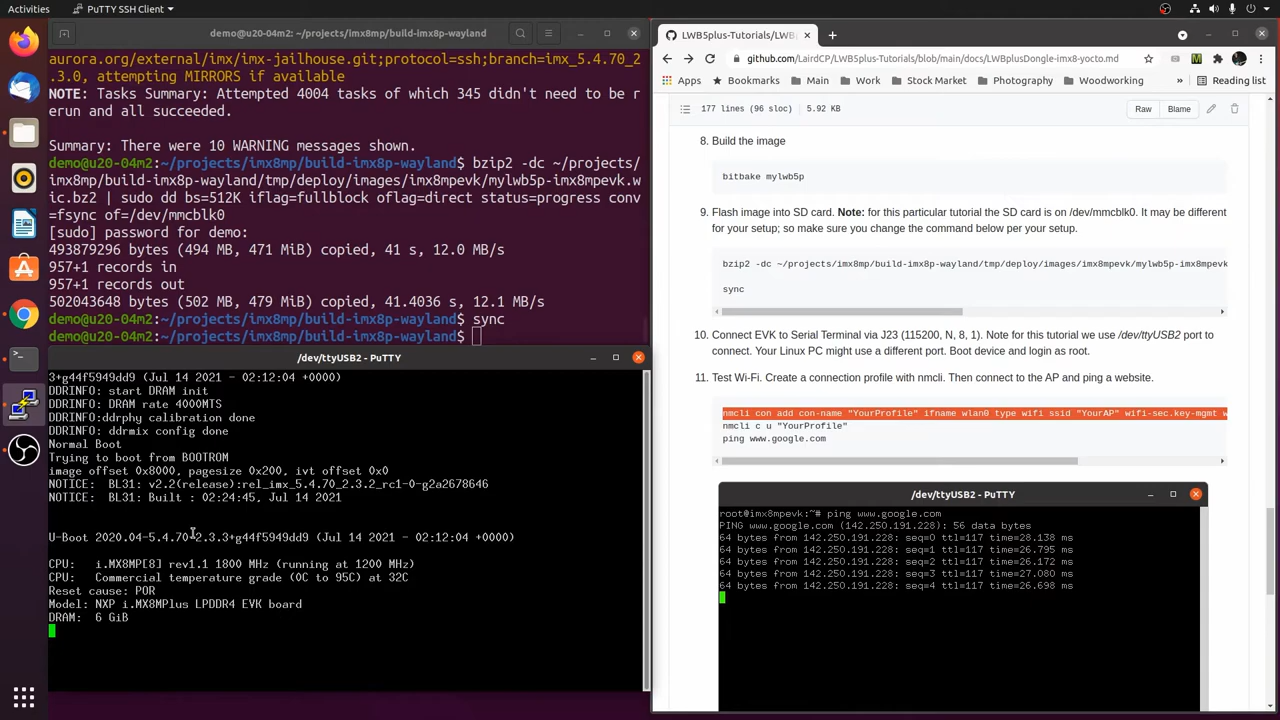 Activities
PuTTY SSH Client
demo@u20-04m2: ~/projects/imx8mp/build-imx8p-wayland
aurora.org/external/imx/imx-jailhouse.git;protocol=ssh;branch=imx_5.4.70_2
.3.0, attempting MIRRORS if available
NOTE: Tasks Summary: Attempted 4004 tasks of which 345 didn't need to be r
erun and all succeeded.
Summary: There were 10 WARNING messages shown.
demo@u20-04m2:~/projects/imx8mp/build-imx8p-wayland$ bzip2 -dc ~/projects/
imx8mp/build-imx8p-wayland/tmp/deploy/images/imx8mpevk/mylwb5p-imx8mpevk.w
ic.bz2 | sudo dd bs=512K iflag=fullblock oflag=direct status=progress conv
=fsync of=/dev/mmcblk0
[sudo] password for demo:
493879296 bytes (494 MB, 471 MiB) copied, 41 s, 12.0 MB/s
957+1 records in
957+1 records out
502043648 bytes (502 MB, 479 MiB) copied, 41.4036 s, 12.1 MB/s
demo@u20-04m2:~/projects/imx8mp/build-imx8p-wayland$ sync
demo@u20-04m2:~/projects/imx8mp/build-imx8p-wayland$
/dev/ttyUSB2 - PuTTY
3+g44f5949dd9 (Jul 14 2021 - 02:12:04 +0000)
DDRINFO: start DRAM init
DDRINFO: DRAM rate 4000MTS
DDRINFO:ddrphy calibration done
DDRINFO: ddrmix config done
Normal Boot
Trying to boot from BOOTROM
image offset 0x8000, pagesize 0x200, ivt offset 0x0
NOTICE:  BL31: v2.2(release):rel_imx_5.4.70_2.3.2_rc1-0-g2a2678646
NOTICE:  BL31: Built : 02:24:45, Jul 14 2021
U-Boot 2020.04-5.4.70-2.3.3+g44f5949dd9 (Jul 14 2021 - 02:12:04 +0000)
CPU:   i.MX8MP[8] rev1.1 1800 MHz (running at 1200 MHz)
CPU:   Commercial temperature grade (0C to 95C) at 32C
Reset cause: POR
Model: NXP i.MX8MPlus LPDDR4 EVK board
DRAM:  6 GiB
LWB5plus-Tutorials/LWB
github.com/LairdCP/LWB5plus-Tutorials/blob/main/docs/LWBplusDongle-imx8-yocto.md
Apps
Bookmarks
Main
Work
Stock Market
Photography
Weather
»
Reading list
177 lines (96 sloc)
5.92 KB
Raw
Blame
8. Build the image
bitbake mylwb5p
9. Flash image into SD card. Note: for this particular tutorial the SD card is on /dev/mmcblk0. It may be different
for your setup; so make sure you change the command below per your setup.
bzip2 -dc ~/projects/imx8mp/build-imx8p-wayland/tmp/deploy/images/imx8mpevk/mylwb5p-imx8mpevk
sync
10. Connect EVK to Serial Terminal via J23 (115200, N, 8, 1). Note for this tutorial we use /dev/ttyUSB2 port to
connect. Your Linux PC might use a different port. Boot device and login as root.
11. Test Wi-Fi. Create a connection profile with nmcli. Then connect to the AP and ping a website.
nmcli con add con-name "YourProfile" ifname wlan0 type wifi ssid "YourAP" wifi-sec.key-mgmt w
nmcli c u "YourProfile"
ping www.google.com
/dev/ttyUSB2 - PuTTY
root@imx8mpevk:~# ping www.google.com
PING www.google.com (142.250.191.228): 56 data bytes
64 bytes from 142.250.191.228: seq=0 ttl=117 time=28.138 ms
64 bytes from 142.250.191.228: seq=1 ttl=117 time=26.795 ms
64 bytes from 142.250.191.228: seq=2 ttl=117 time=26.172 ms
64 bytes from 142.250.191.228: seq=3 ttl=117 time=27.080 ms
64 bytes from 142.250.191.228: seq=4 ttl=117 time=26.698 ms